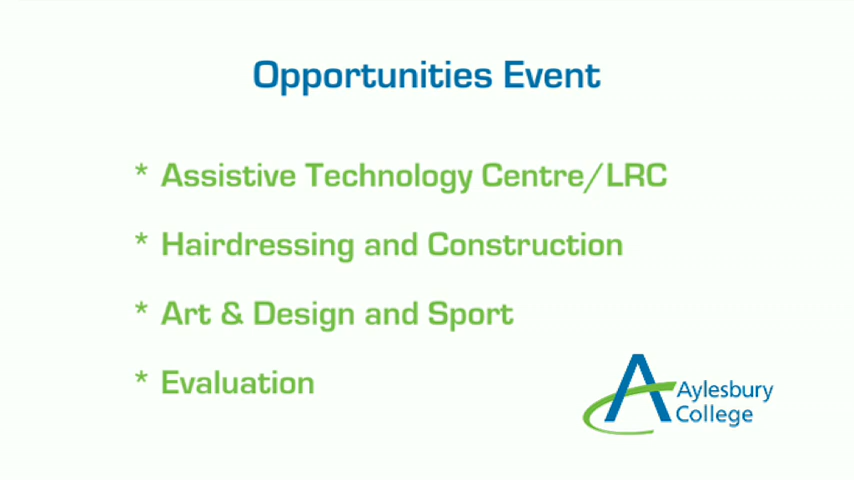 Opportunities Event
* Assistive Technology Centre/LRC
* Hairdressing and Construction
* Art & Design and Sport
* Evaluation
Aylesbury
College